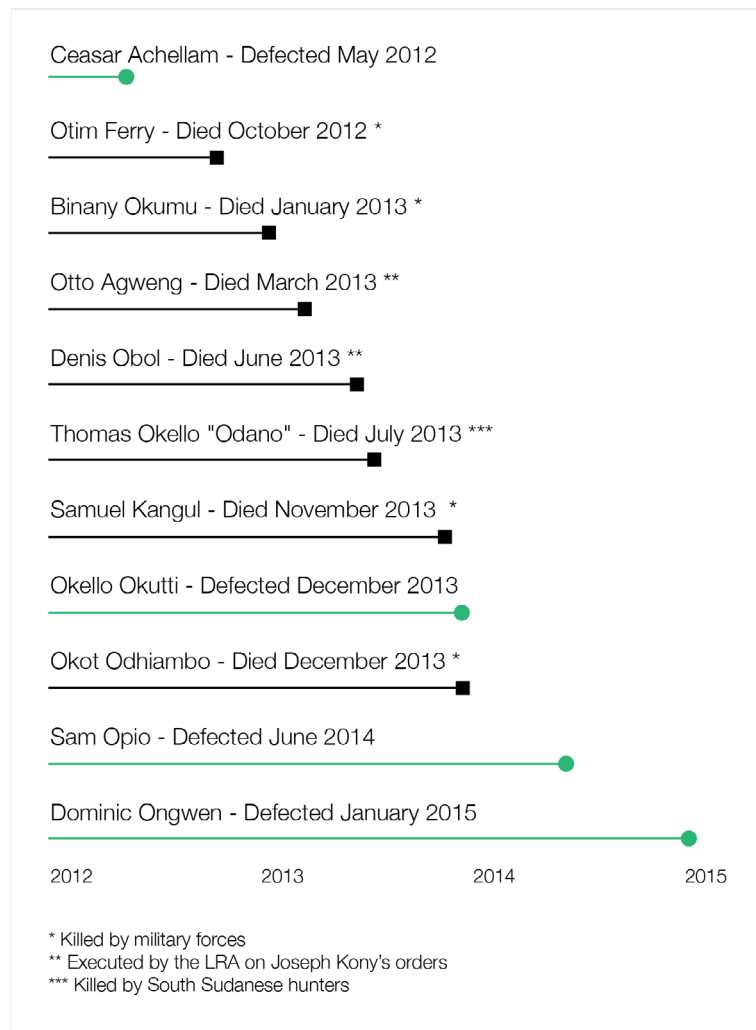 Ceasar Achellam - Defected May 2012
Otim Ferry - Died October 2012 *
Binany Okumu - Died January 2013 *
Otto Agweng - Died March 2013 **
Denis Obol - Died June 2013 **
Thomas Okello "Odano" - Died July 2013 ***
Samuel Kangul - Died November 2013 *
Okello Okutti - Defected December 2013
Okot Odhiambo - Died December 2013 *
Sam Opio - Defected June 2014
Dominic Ongwen - Defected January 2015
2012 2013 2014 2015
* Killed by military forces
** Executed by the LRA on Joseph Kony’s orders
*** Killed by South Sudanese hunters